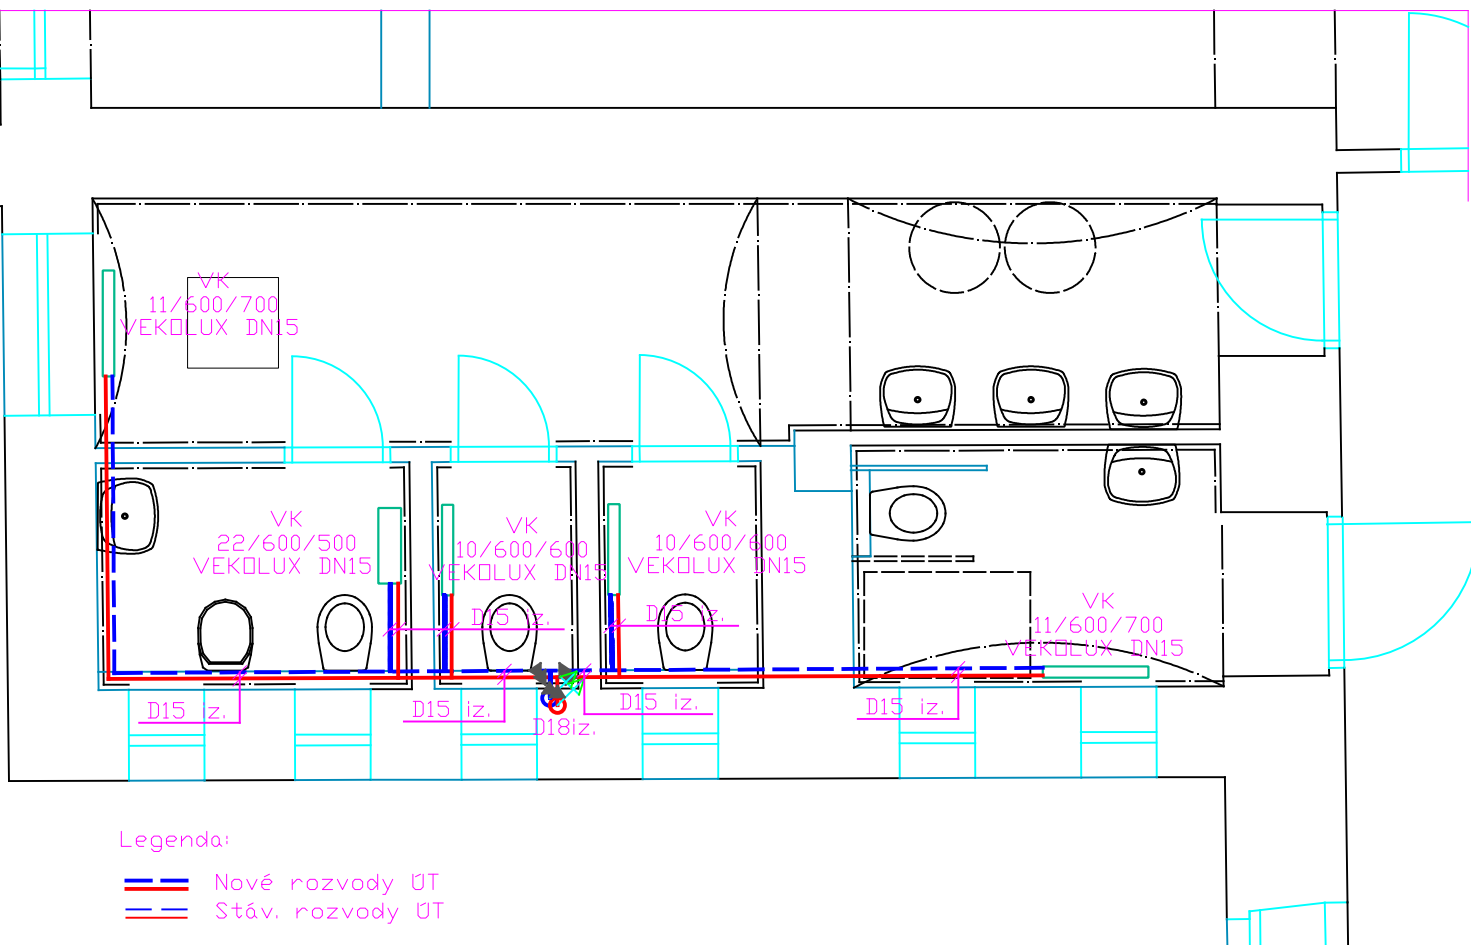 VK
11/600/700
VEKOLUX DN15
VK
22/600/500
VEKOLUX DN15
VK
10/600/600
VEKOLUX DN15
VK
10/600/600
VEKOLUX DN15
VK
11/600/700
VEKOLUX DN15
D15 iz.
D15 iz.
D15 iz.
D15 iz.
D15 iz.
D15 iz.
D18iz.
Legenda:
Nové rozvody ÚT
Stáv. rozvody ÚT